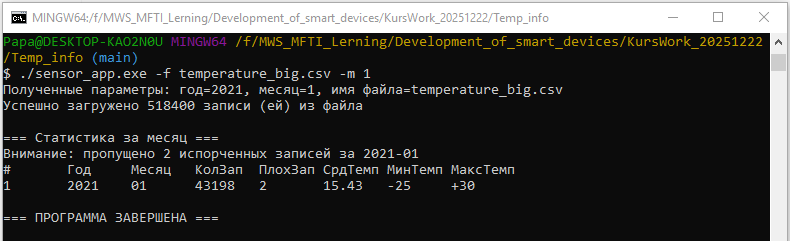 MINGW64:/f/MWS_MFTI_Lerning/Development_of_smart_devices/KursWork_20251222/Temp_info
Papa@DESKTOP-KAO2N0U MINGW64 /f/MWS_MFTI_Lerning/Development_of_smart_devices/KursWork_20251222
/Temp_info (main)
$ ./sensor_app.exe -f temperature_big.csv -m 1
Полученные параметры: год=2021, месяц=1, имя файла=temperature_big.csv
Успешно загружено 518400 записи (ей) из файла
=== Статистика за месяц ===
Внимание: пропущено 2 испорченных записей за 2021-01
# Год Месяц КолЗап ПлохЗап СрдТемп МинТемп МаксТемп
1 2021 01 43198 2 15.43 -25 +30
=== ПРОГРАММА ЗАВЕРШЕНА ===